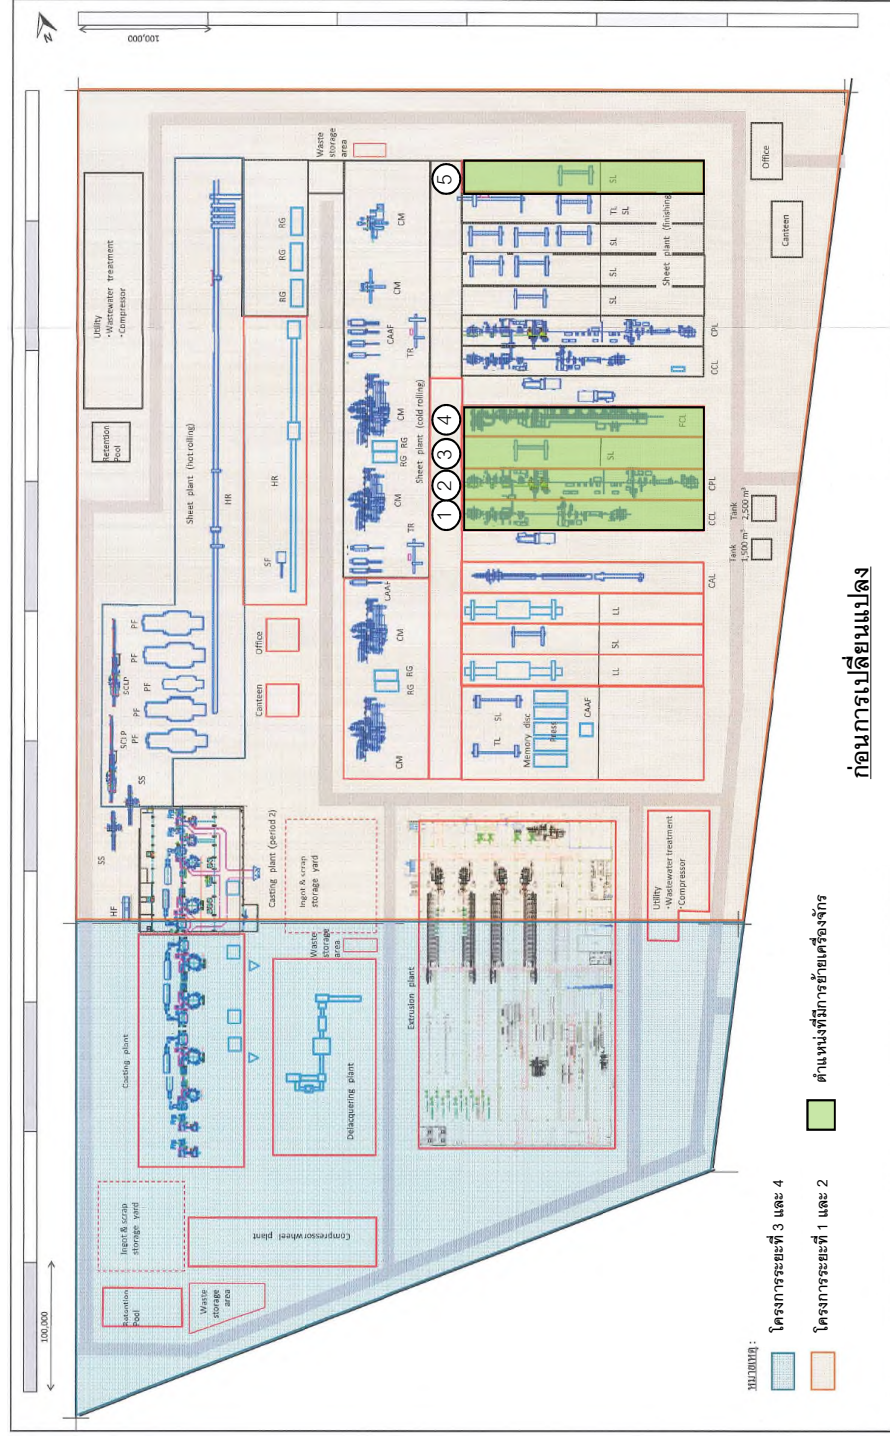 N
100,000
100,000
Utility
・Wastewater treatment
・Compressor
Retention
Pool
Sheet plant (hot rolling)
HR
PF
PF
PF
PF
PF
SCLP
SCLP
SS
SS
HF
Waste
storage
area
RG
RG
RG
HR
SF
Office
Canteen
CM
CM
CAAF
TR
CM
RG
RG
CM
Sheet plant (cold rolling)
TR
CAAF
CM
RG
RG
CM
5
SL
TL
SL
SL
Sheet plant (finishing
SL
SL
CPL
CCL
4
3
2
1
FCL
SL
CPL
CCL
CAL
LL
SL
LL
SL
TL
Memory disc
Press
CAAF
Office
Canteen
Tank
2,500 m³
Tank
1,500 m³
Casting plant (period 2)
Ingot & scrap
storage yard
Waste
storage
area
Casting plant
Delacquering plant
Extrusion plant
Utility
・Wastewater treatment
・Compressor
Ingot & scrap
storage yard
Compressor wheel plant
Retention
Pool
Waste
storage
area
ก่อนการเปลี่ยนแปลง
หมายเหตุ :
โครงการระยะที่ 3 และ 4
โครงการระยะที่ 1 และ 2
ตำแหน่งที่มีการย้ายเครื่องจักร